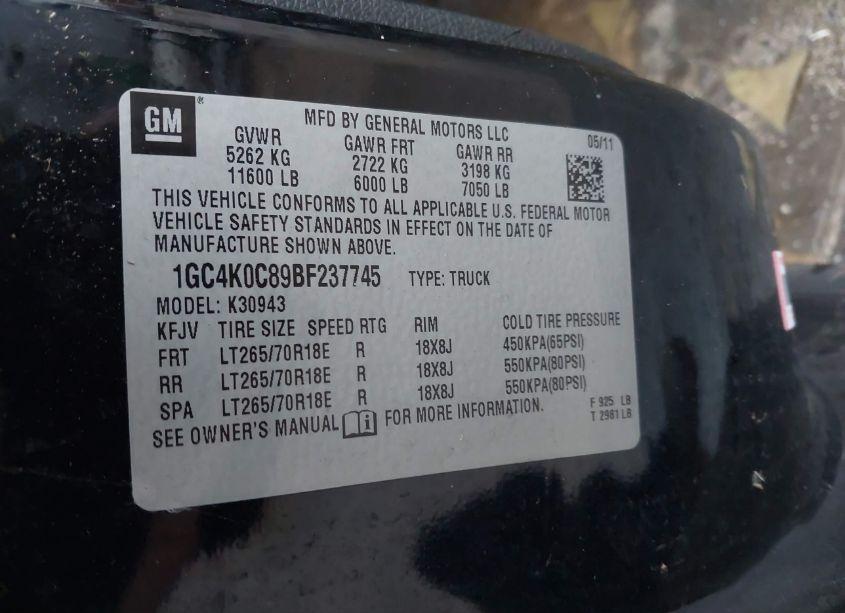 GM ®
MFD BY GENERAL MOTORS LLC 05/11
GVWR GAWR FRT GAWR RR
5262 KG 2722 KG 3198 KG
11600 LB 6000 LB 7050 LB
THIS VEHICLE CONFORMS TO ALL APPLICABLE U.S. FEDERAL MOTOR
VEHICLE SAFETY STANDARDS IN EFFECT ON THE DATE OF
MANUFACTURE SHOWN ABOVE.
1GC4K0C89BF237745 TYPE: TRUCK
MODEL: K30943
KFJV TIRE SIZE SPEED RTG RIM COLD TIRE PRESSURE
FRT LT265/70R18E R 18X8J 450KPA(65PSI)
RR LT265/70R18E R 18X8J 550KPA(80PSI)
SPA LT265/70R18E R 18X8J 550KPA(80PSI)
SEE OWNER'S MANUAL i FOR MORE INFORMATION.
F 925 LB
T 2981 LB